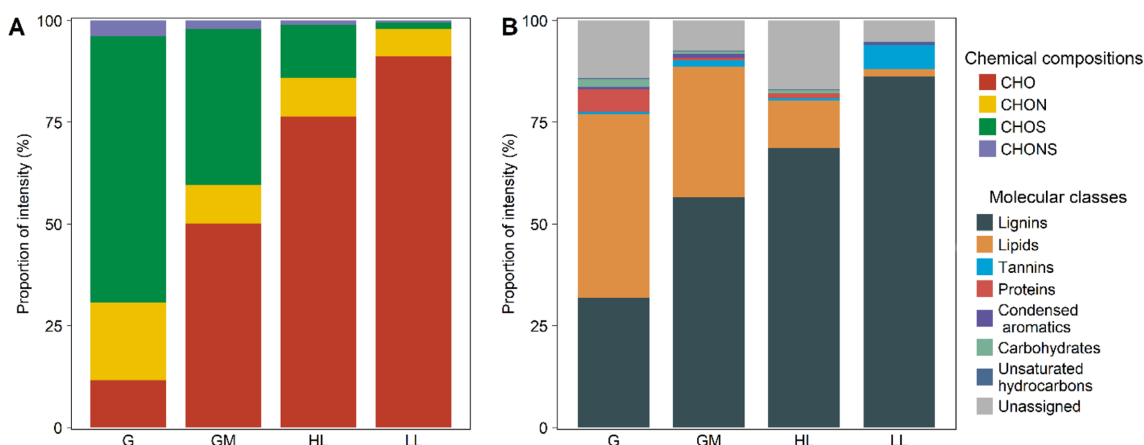 A
Proportion of intensity (%)
100
75
50
25
0
G GM HL LL
B
Proportion of intensity (%)
100
75
50
25
0
G GM HL LL
Chemical compositions
CHO
CHON
CHOS
CHONS
Molecular classes
Lignins
Lipids
Tannins
Proteins
Condensed
aromatics
Carbohydrates
Unsaturated
hydrocarbons
Unassigned